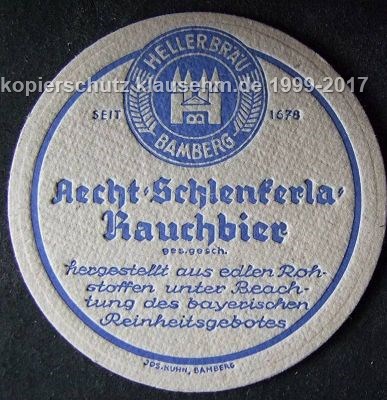 HELLERBRÄU
kopierschutz.klausehm.de 1999-2017
SEIT 1678
BAMBERG
Aecht-Schlenkerla-
Rauchbier
ges.gesch.
hergestellt aus edlen Roh-
stoffen unter Beach-
tung des bayerischen
Reinheitsgebotes
JOS. KUHN, BAMBERG